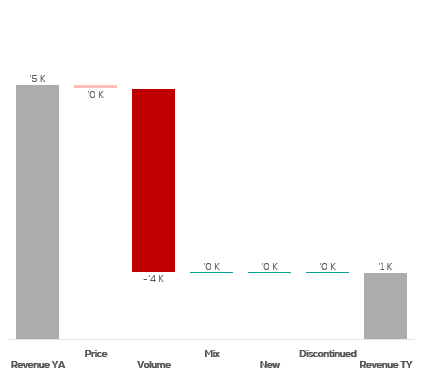 '5 K
'0 K
-'4 K
'0 K
'0 K
'0 K
'1 K
Price
Mix
Discontinued
Revenue YA
Volume
New
Revenue TY